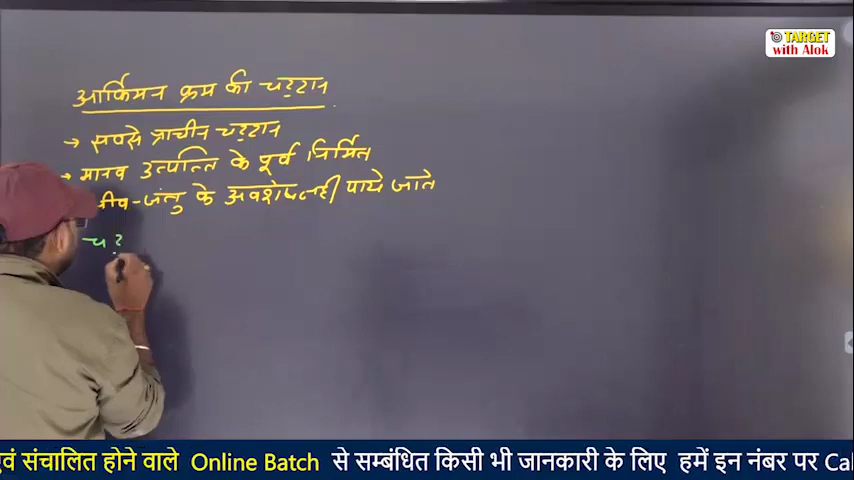 TARGET
with Alok
आर्कियन क्रम की चट्टान
→ सबसे प्राचीन चट्टान
→ मानव उत्पत्ति के पूर्व निर्मित
जीव-जंतु के अवशेष नही पाये जाते
च
एवं संचालित होने वाले Online Batch से सम्बंधित किसी भी जानकारी के लिए हमें इन नंबर पर Cal